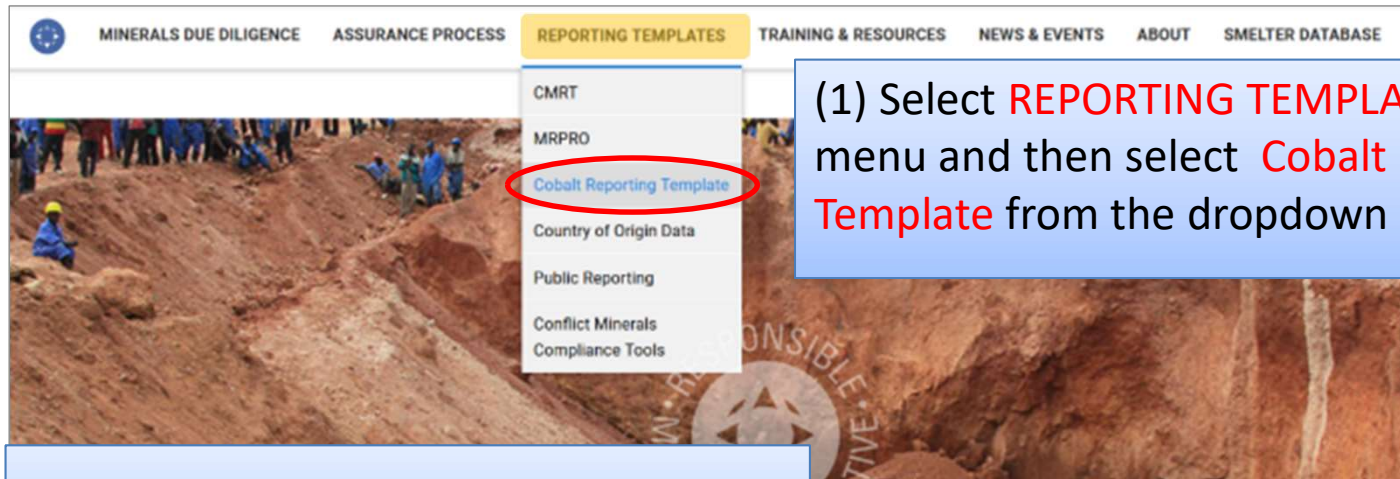 MINERALS DUE DILIGENCE ASSURANCE PROCESS REPORTING TEMPLATES TRAINING & RESOURCES NEWS & EVENTS ABOUT SMELTER DATABASE
CMRT
MRPRO
Cobalt Reporting Template
Country of Origin Data
Public Reporting
Conflict Minerals
Compliance Tools
(1) Select REPORTING TEMPLA
menu and then select Cobalt
Template from the dropdown
RESPONSIBLE